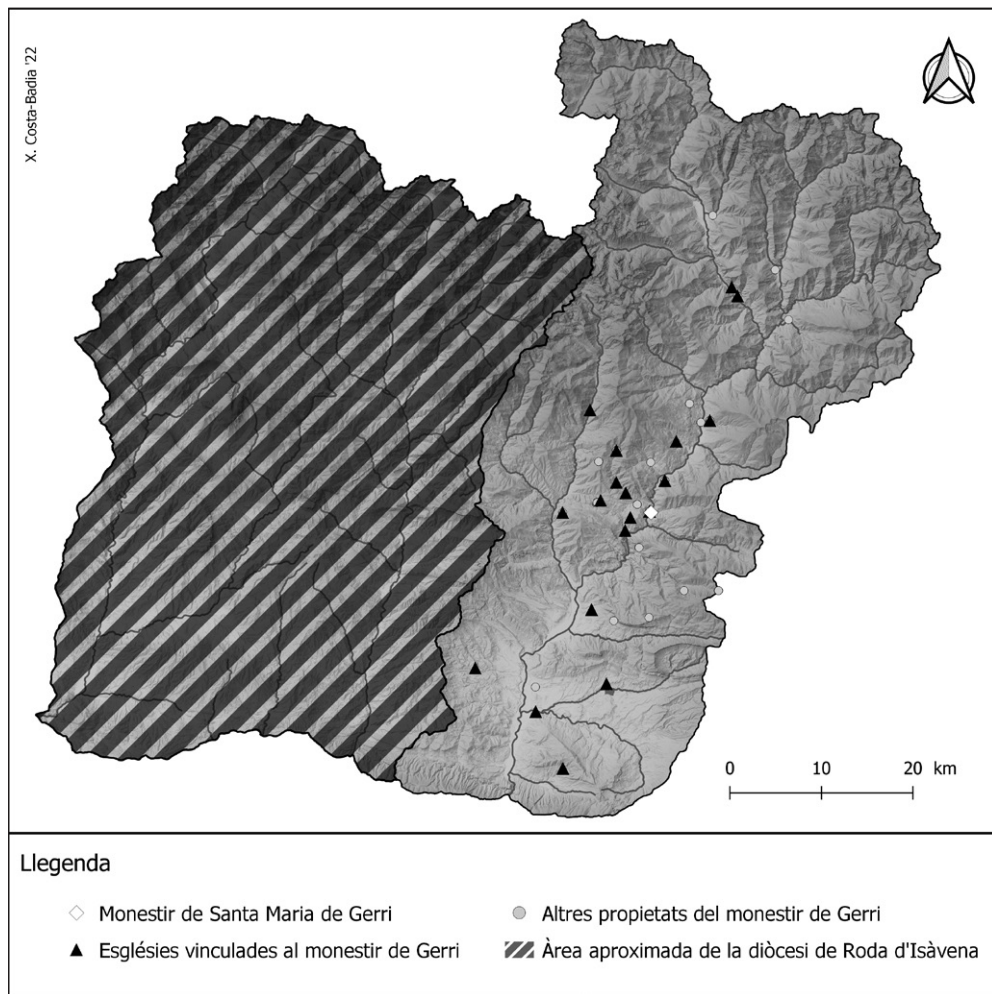 X. Costa-Badia '22
0 10 20 km
Llegenda
Monestir de Santa Maria de Gerri
Altres propietats del monestir de Gerri
Esglésies vinculades al monestir de Gerri
Àrea aproximada de la diòcesi de Roda d'Isàvena